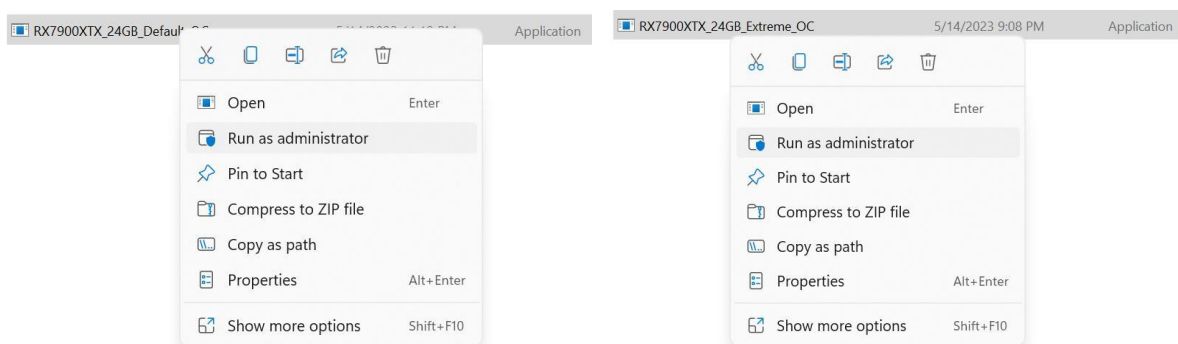 RX7900XTX_24GB_Default_OC Application
Open Enter
Run as administrator
Pin to Start
Compress to ZIP file
Copy as path
Properties Alt+Enter
Show more options Shift+F10
RX7900XTX_24GB_Extreme_OC 5/14/2023 9:08 PM Application
Open Enter
Run as administrator
Pin to Start
Compress to ZIP file
Copy as path
Properties Alt+Enter
Show more options Shift+F10